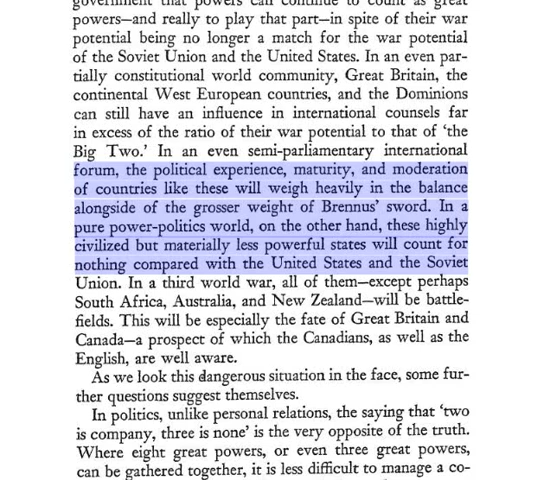 government that powers can continue to count as great
powers—and really to play that part—in spite of their war
potential being no longer a match for the war potential
of the Soviet Union and the United States. In an even par-
tially constitutional world community, Great Britain, the
continental West European countries, and the Dominions
can still have an influence in international counsels far
in excess of the ratio of their war potential to that of ‘the
Big Two.’ In an even semi-parliamentary international
forum, the political experience, maturity, and moderation
of countries like these will weigh heavily in the balance
alongside of the grosser weight of Brennus’ sword. In a
pure power-politics world, on the other hand, these highly
civilized but materially less powerful states will count for
nothing compared with the United States and the Soviet
Union. In a third world war, all of them—except perhaps
South Africa, Australia, and New Zealand—will be battle-
fields. This will be especially the fate of Great Britain and
Canada—a prospect of which the Canadians, as well as the
English, are well aware.
As we look this dangerous situation in the face, some fur-
ther questions suggest themselves.
In politics, unlike personal relations, the saying that ‘two
is company, three is none’ is the very opposite of the truth.
Where eight great powers, or even three great powers,
can be gathered together, it is less difficult to manage a co-